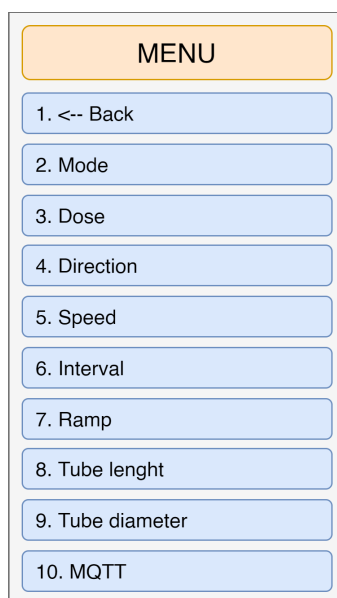 MENU
1. <-- Back
2. Mode
3. Dose
4. Direction
5. Speed
6. Interval
7. Ramp
8. Tube lenght
9. Tube diameter
10. MQTT